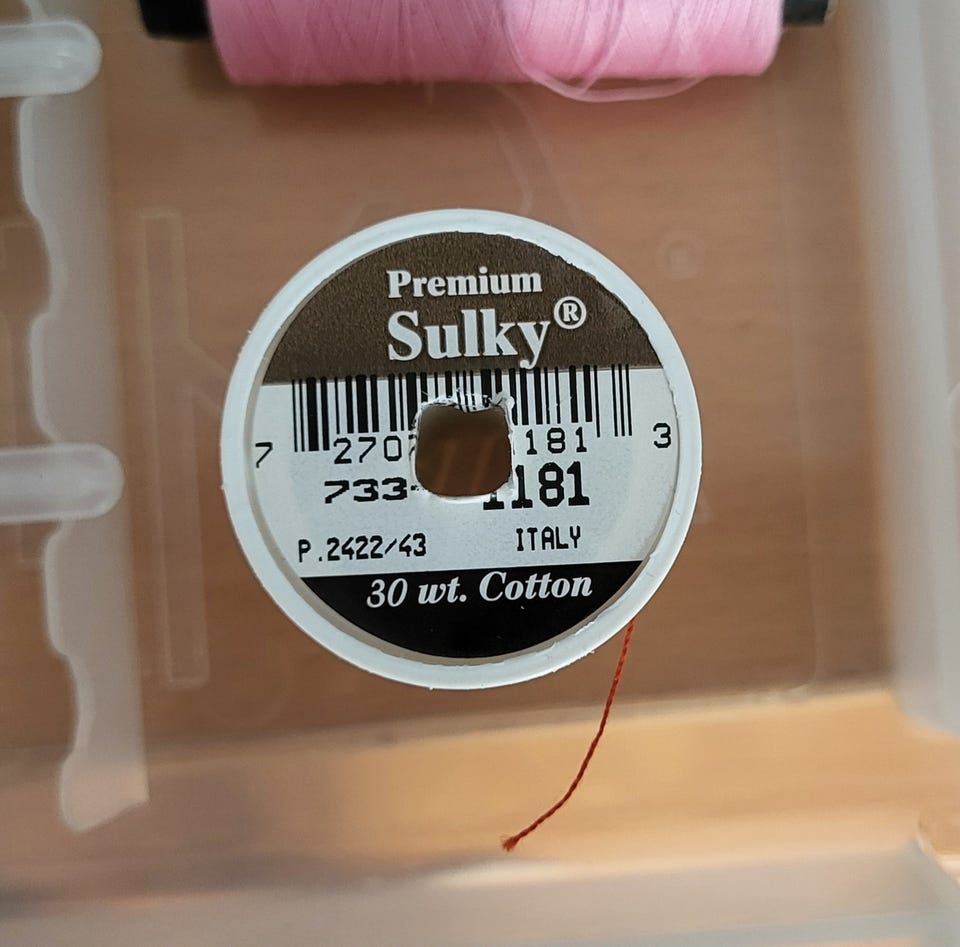 Premium
Sulky®
7 270 181 3
733- 1181
P.2422/43 ITALY
30 wt. Cotton